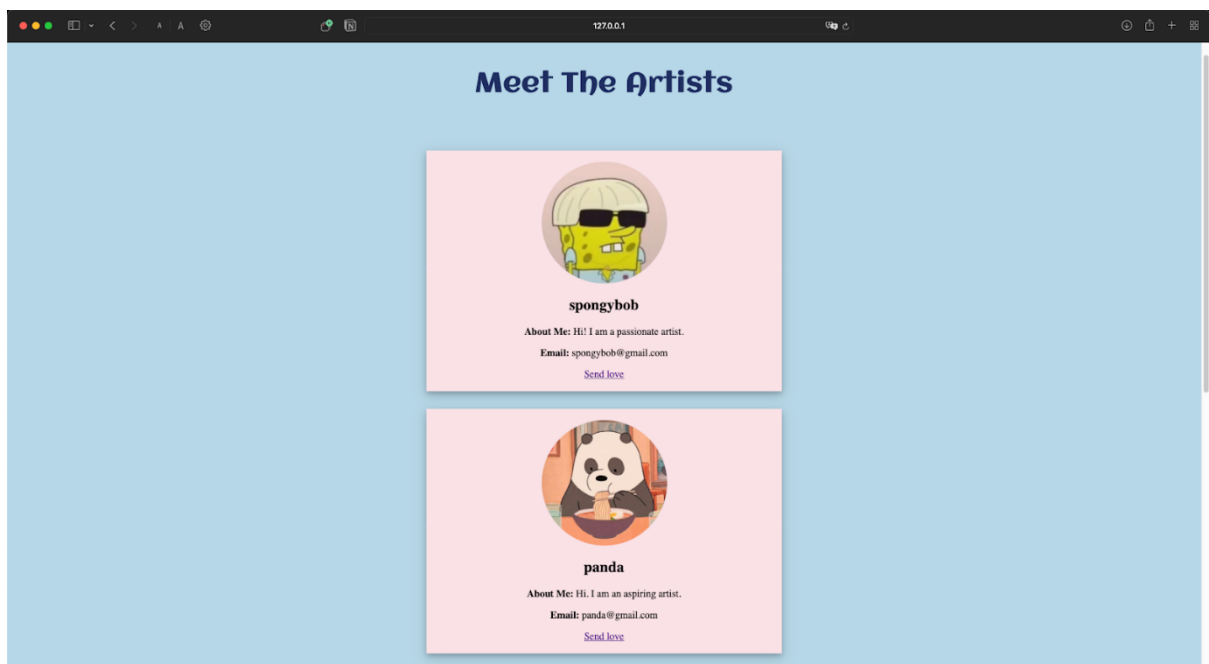 A A 127.0.0.1
Meet The Artists
spongybob
About Me: Hi! I am a passionate artist.
Email: spongybob@gmail.com
Send love
panda
About Me: Hi. I am an aspiring artist.
Email: panda@gmail.com
Send love